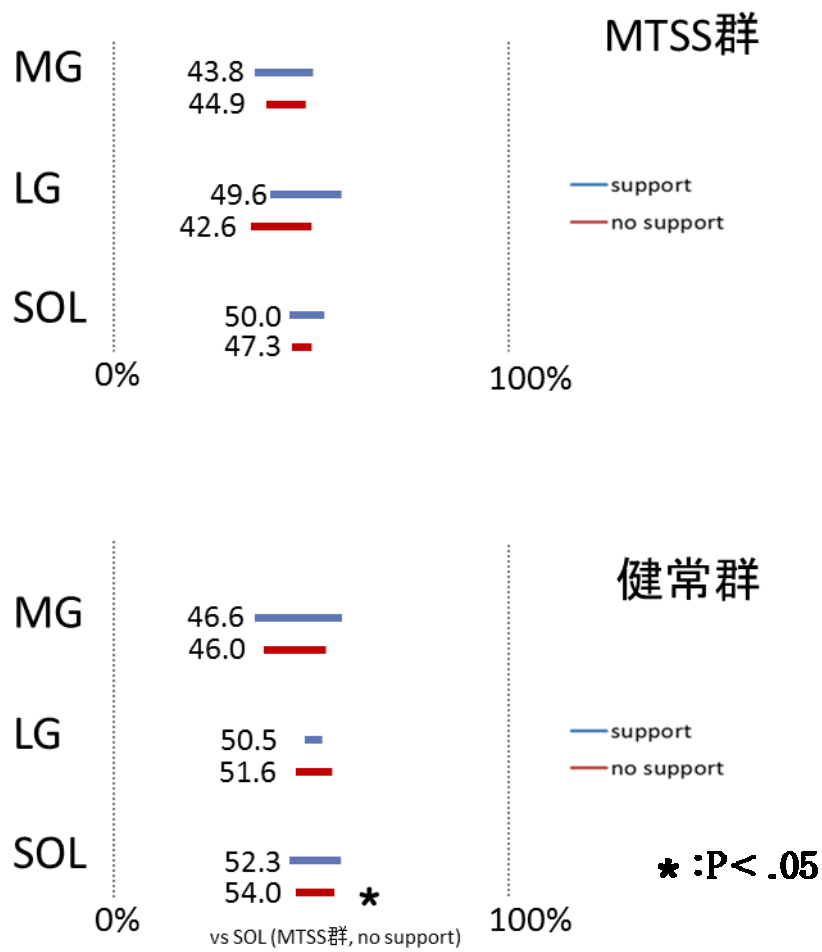 MTSS群
MG
43.8
44.9
LG
49.6
42.6
support
no support
SOL
50.0
47.3
0%
100%
健常群
MG
46.6
46.0
LG
50.5
51.6
support
no support
SOL
52.3
54.0
*
* :P< .05
0%
100%
vs SOL (MTSS群, no support)